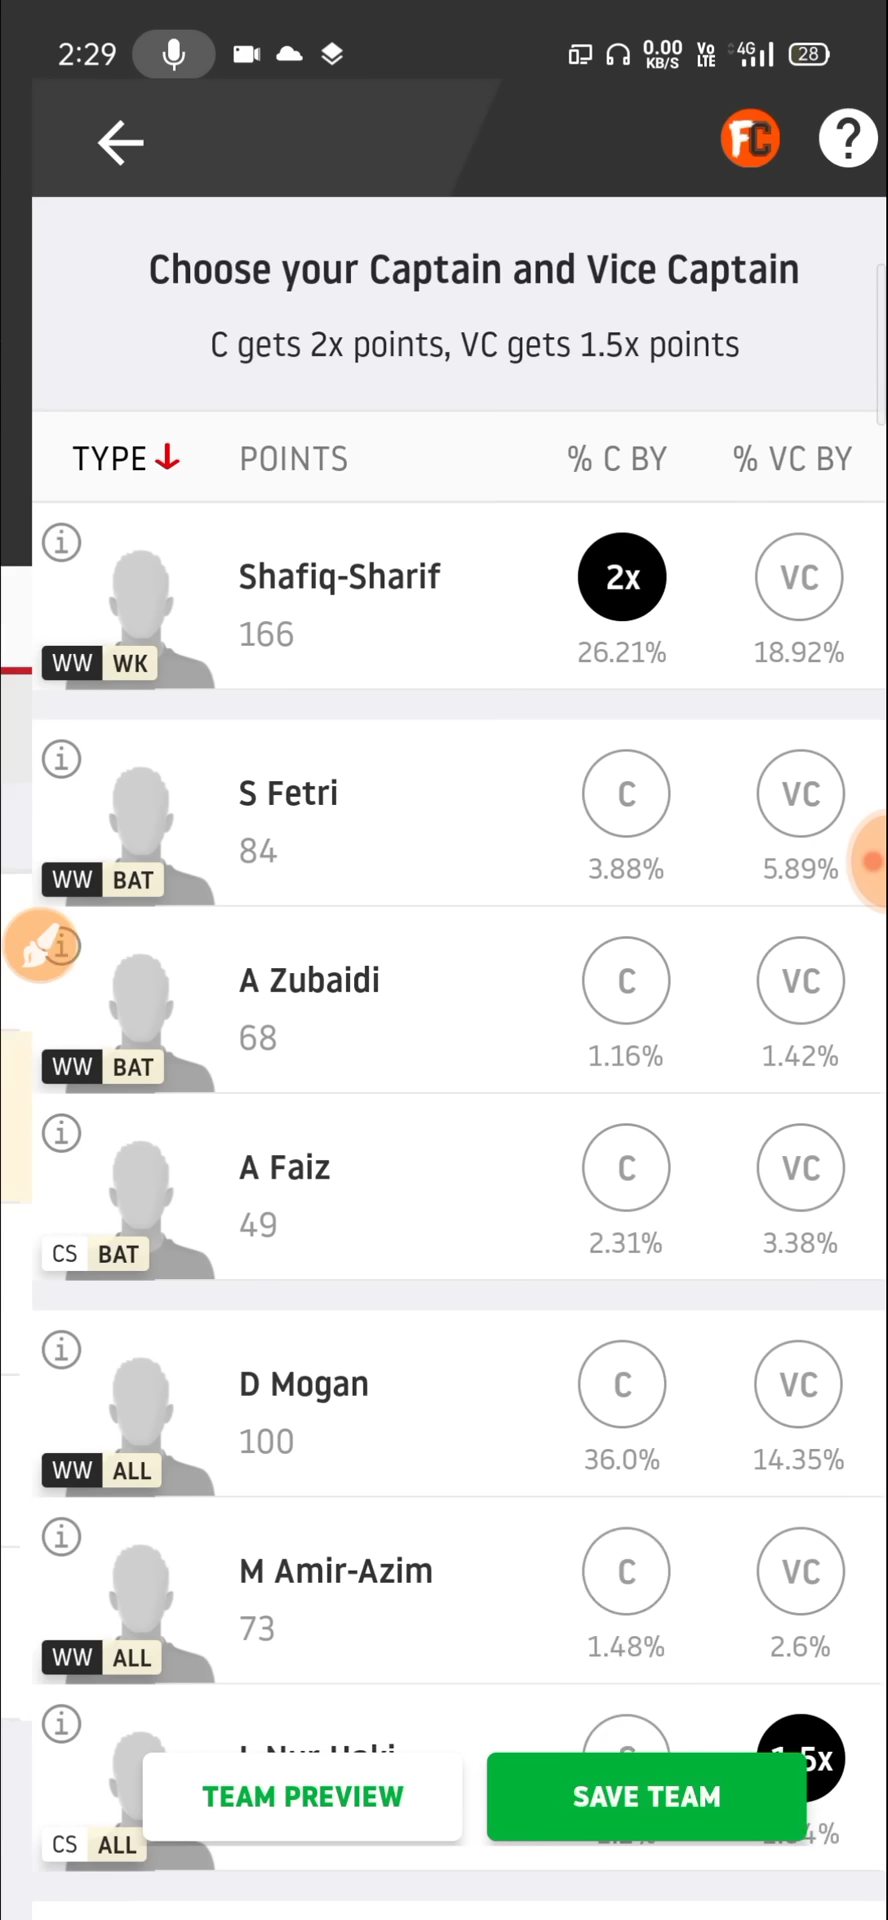 2:29
0.00
KB/S
Vo
LTE
4G
28
FC
?
Choose your Captain and Vice Captain
C gets 2x points, VC gets 1.5x points
TYPE POINTS % C BY % VC BY
Shafiq-Sharif
166
2x
VC
26.21%
18.92%
WW WK
S Fetri
84
C
VC
3.88%
5.89%
WW BAT
A Zubaidi
68
C
VC
1.16%
1.42%
WW BAT
A Faiz
49
C
VC
2.31%
3.38%
CS BAT
D Mogan
100
C
VC
36.0%
14.35%
WW ALL
M Amir-Azim
73
C
VC
1.48%
2.6%
WW ALL
TEAM PREVIEW
SAVE TEAM
CS ALL